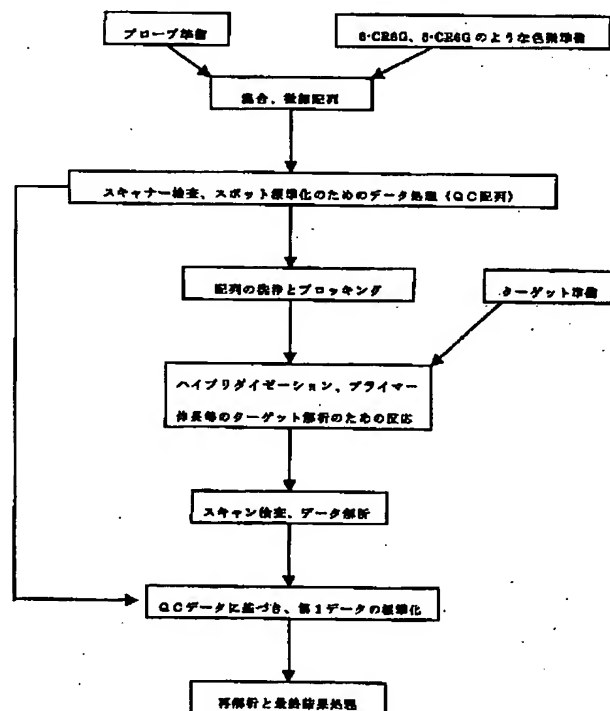 プローブ準備
6-CR6G、5-CR6Gのような色素準備
集合、微細配列
スキャナー検査、スポット標準化のためのデータ処理(QC配列)
配列の洗浄とブロッキング
ターゲット準備
ハイブリダイゼーション、プライマー
伸長等のターゲット解析のための反応
スキャン検査、データ解析
QCデータに基づき、第1データの標準化
再解析と最終結果処理